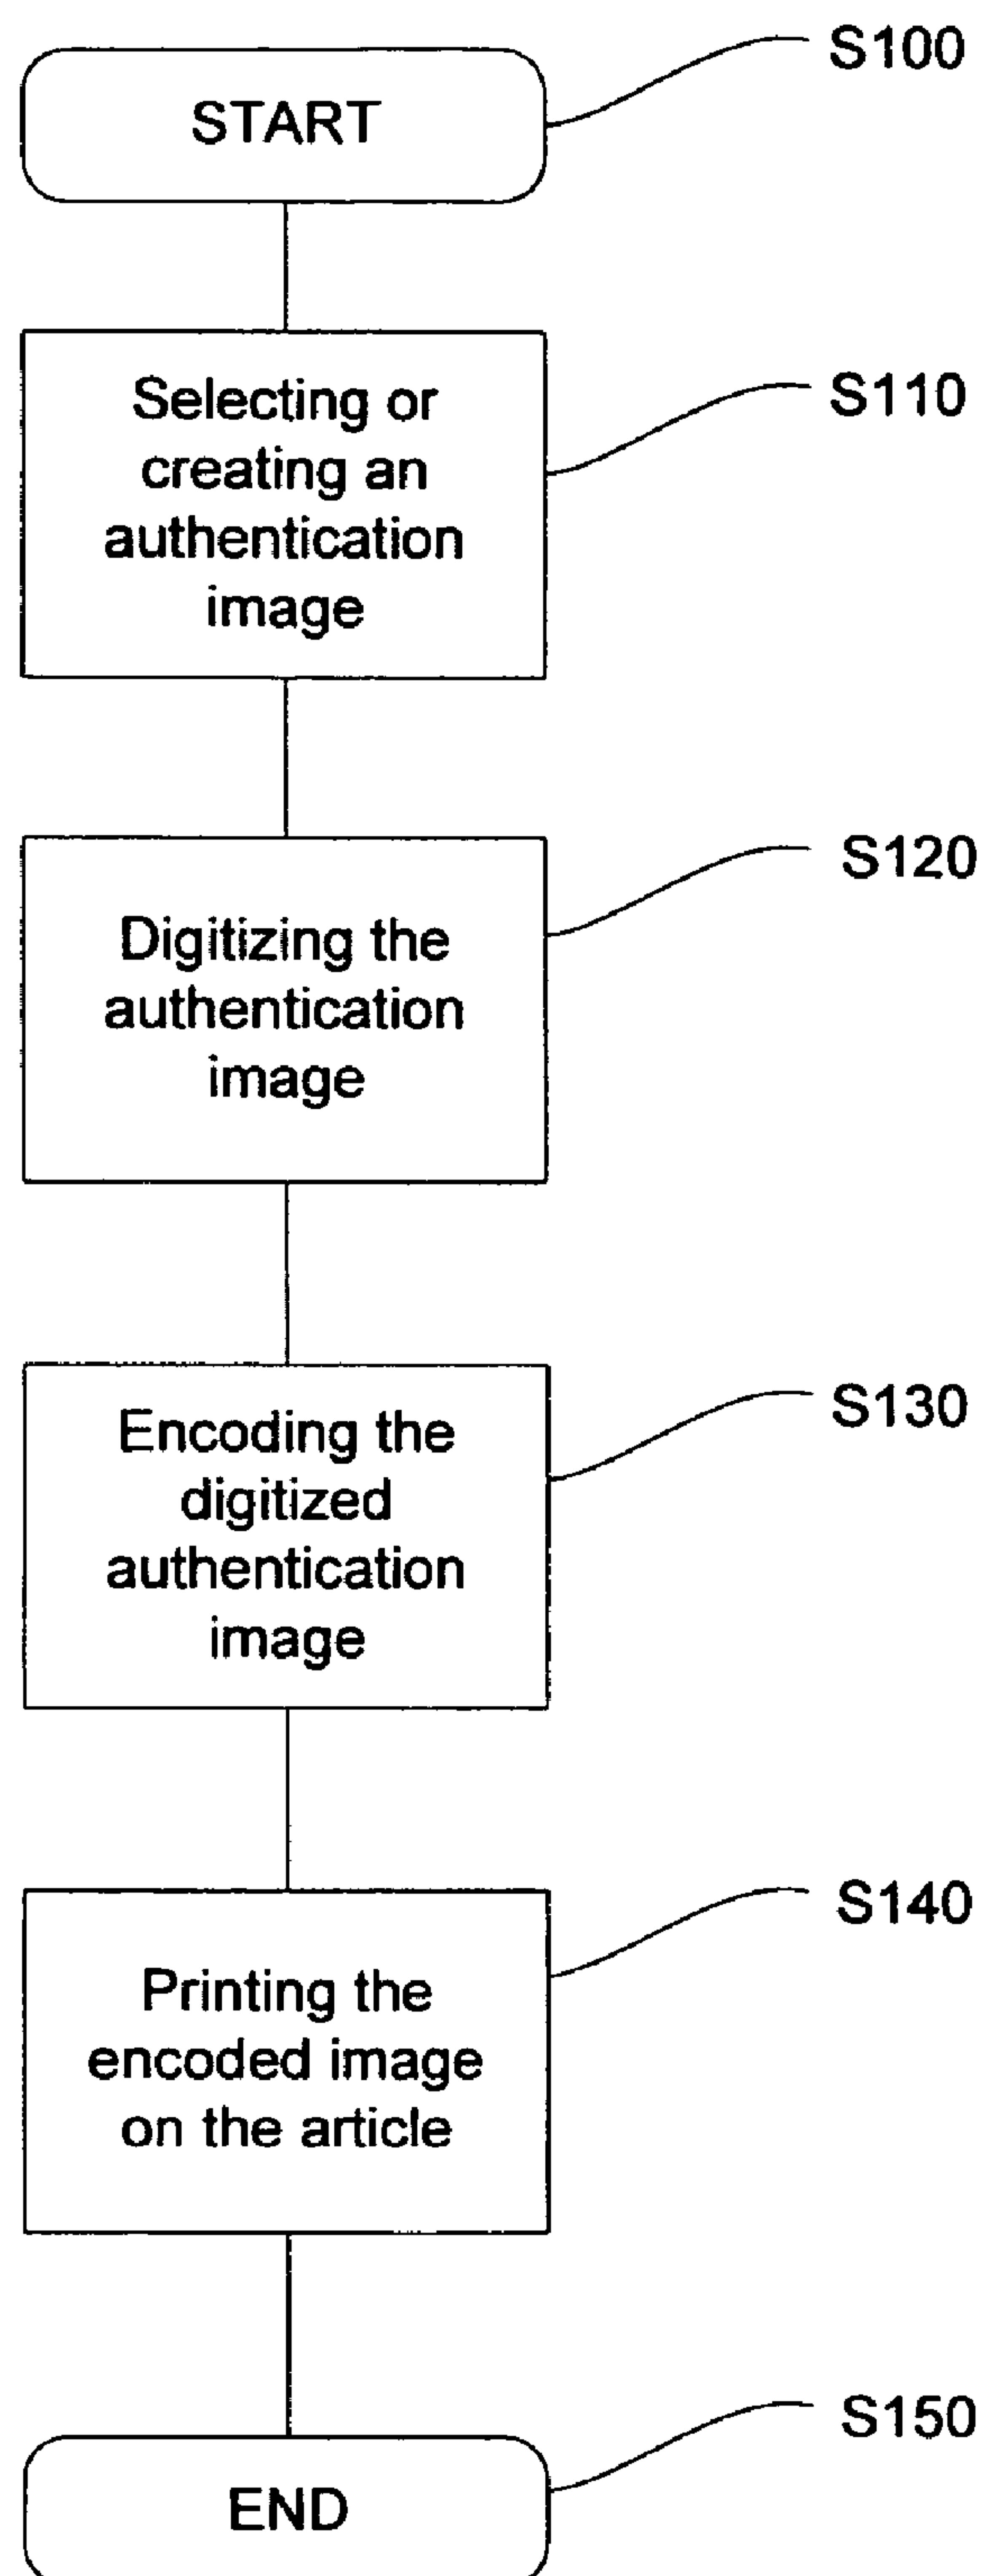 S100
START
Selecting or
creating an
authentication
image
S110
Digitizing the
authentication
image
S120
Encoding the
digitized
authentication
image
S130
Printing the
encoded image
on the article
S140
END
S150